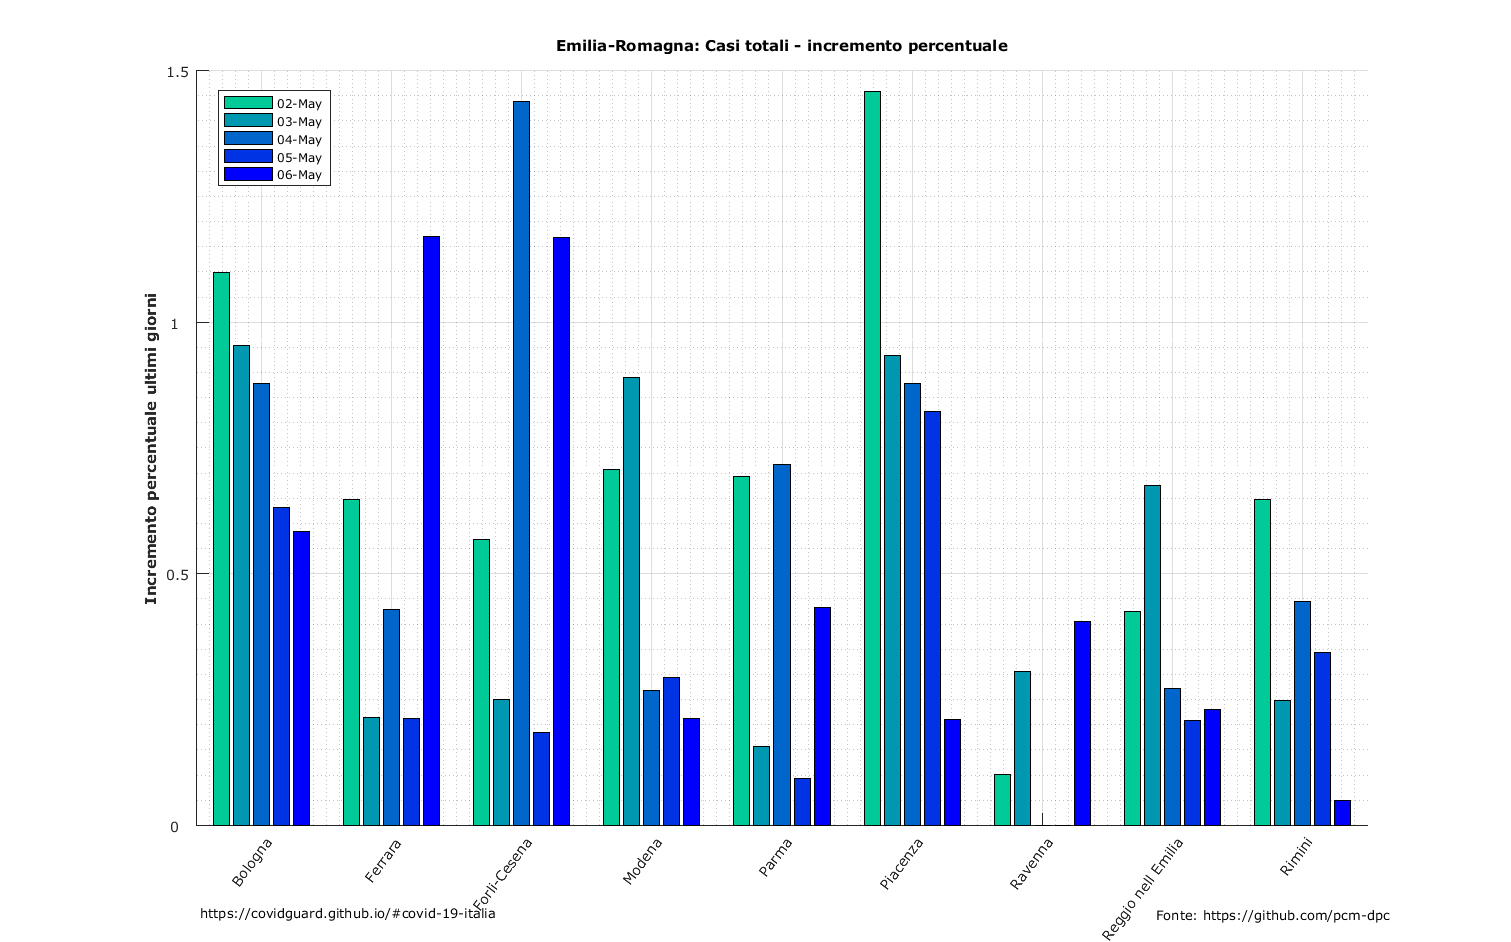 Emilia-Romagna: Casi totali - incremento percentuale
1.5
1
0.5
0
Incremento percentuale ultimi giorni
02-May
03-May
04-May
05-May
06-May
Bologna
Ferrara
Forlì-Cesena
Modena
Parma
Piacenza
Ravenna
Reggio nell Emilia
Rimini
https://covidguard.github.io/#covid-19-italia
Fonte: https://github.com/pcm-dpc